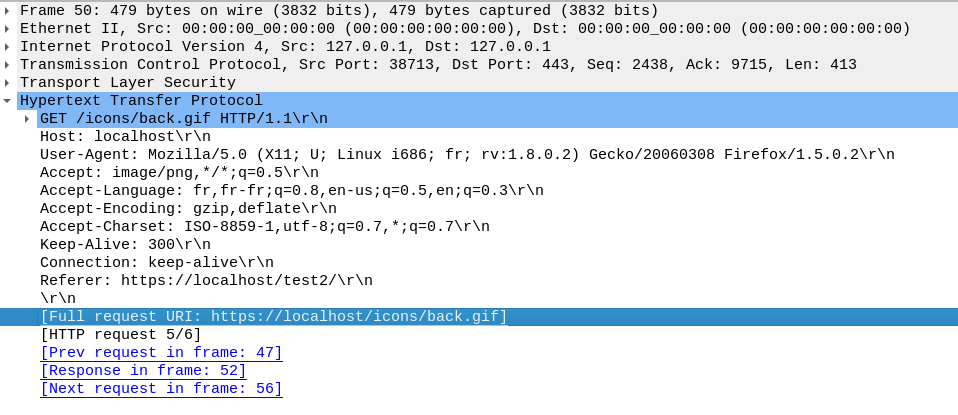 Frame 50: 479 bytes on wire (3832 bits), 479 bytes captured (3832 bits)
Ethernet II, Src: 00:00:00_00:00:00 (00:00:00:00:00:00), Dst: 00:00:00_00:00:00 (00:00:00:00:00:00)
Internet Protocol Version 4, Src: 127.0.0.1, Dst: 127.0.0.1
Transmission Control Protocol, Src Port: 38713, Dst Port: 443, Seq: 2438, Ack: 9715, Len: 413
Transport Layer Security
Hypertext Transfer Protocol
GET /icons/back.gif HTTP/1.1\r\n
Host: localhost\r\n
User-Agent: Mozilla/5.0 (X11; U; Linux i686; fr; rv:1.8.0.2) Gecko/20060308 Firefox/1.5.0.2\r\n
Accept: image/png,*/*;q=0.5\r\n
Accept-Language: fr,fr-fr;q=0.8,en-us;q=0.5,en;q=0.3\r\n
Accept-Encoding: gzip,deflate\r\n
Accept-Charset: ISO-8859-1,utf-8;q=0.7,*;q=0.7\r\n
Keep-Alive: 300\r\n
Connection: keep-alive\r\n
Referer: https://localhost/test2/\r\n
\r\n
[Full request URI: https://localhost/icons/back.gif]
[HTTP request 5/6]
[Prev request in frame: 47]
[Response in frame: 52]
[Next request in frame: 56]